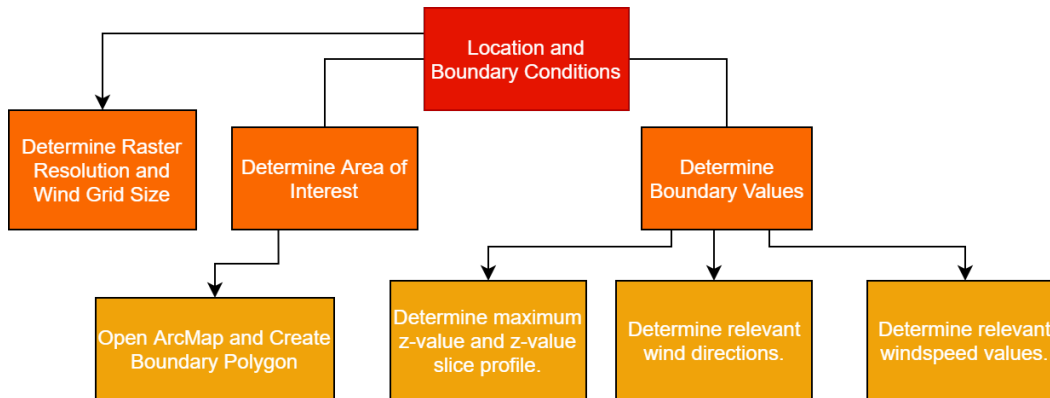 Location and
Boundary Conditions
Determine Raster
Resolution and
Wind Grid Size
Determine Area of
Interest
Determine
Boundary Values
Open ArcMap and Create
Boundary Polygon
Determine maximum
z-value and z-value
slice profile.
Determine relevant
wind directions.
Determine relevant
windspeed values.